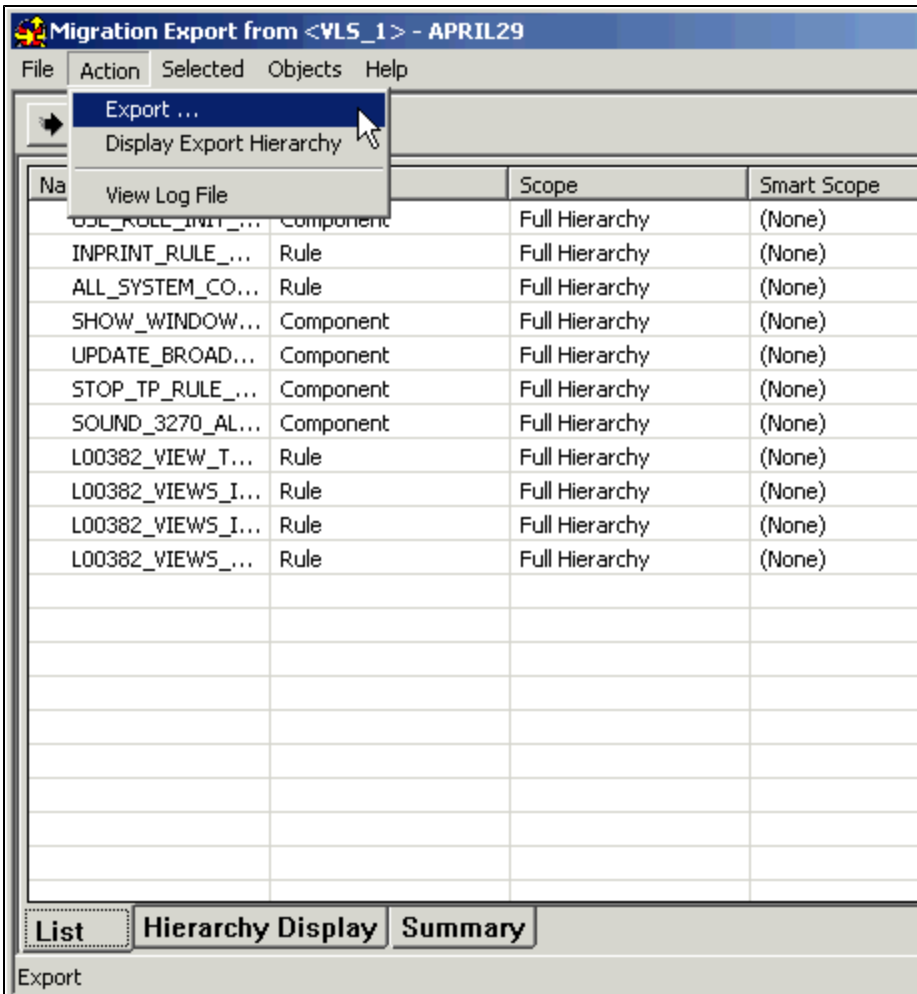 Migration Export from <VLS_1> - APRIL29
File Action Selected Objects Help
Export ...
Display Export Hierarchy
View Log File
Na Scope Smart Scope
USE_RULE_INIT_... Component Full Hierarchy (None)
INPRINT_RULE_... Rule Full Hierarchy (None)
ALL_SYSTEM_CO... Rule Full Hierarchy (None)
SHOW_WINDOW... Component Full Hierarchy (None)
UPDATE_BROAD... Component Full Hierarchy (None)
STOP_TP_RULE_... Component Full Hierarchy (None)
SOUND_3270_AL... Component Full Hierarchy (None)
L00382_VIEW_T... Rule Full Hierarchy (None)
L00382_VIEWS_I... Rule Full Hierarchy (None)
L00382_VIEWS_I... Rule Full Hierarchy (None)
L00382_VIEWS_... Rule Full Hierarchy (None)
List Hierarchy Display Summary
Export